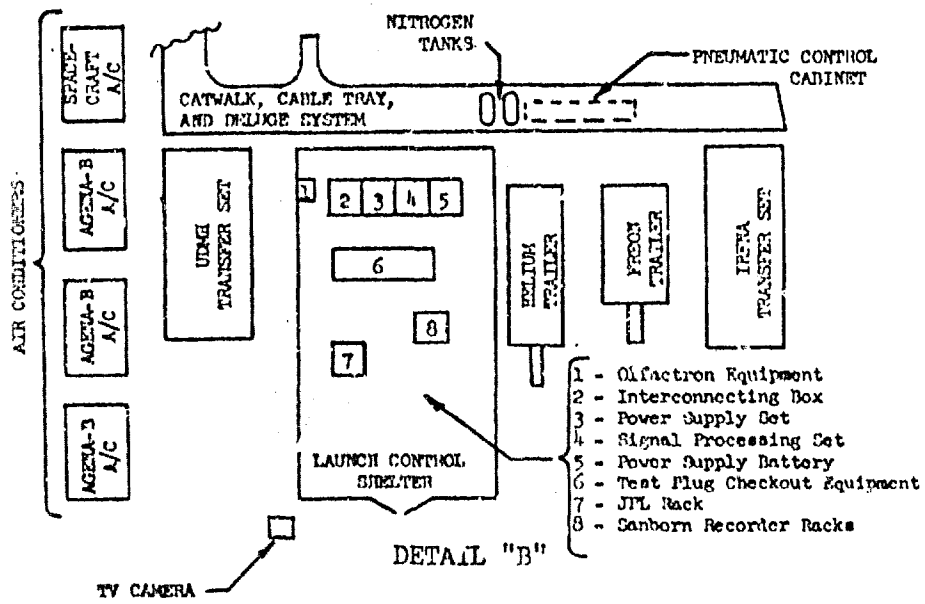 NITROGEN
TANKS
PNEUMATIC CONTROL
CABINET
CATWALK, CABLE TRAY,
AND DELUGE SYSTEM
AIR CONDITIONERS
SPACE-
CRAFT
A/C
AGENA-B
A/C
AGENA-B
A/C
AGENA-B
A/C
UDMH
TRANSFER SET
1
2
3
4
5
6
7
8
LAUNCH CONTROL
SHELTER
HELIUM
TRAILER
FREON
TRAILER
IRFNA
TRANSFER SET
1 - Olfactron Equipment
2 - Interconnecting Box
3 - Power Supply Set
4 - Signal Processing Set
5 - Power Supply Battery
6 - Test Plug Checkout Equipment
7 - JPL Rack
8 - Sanborn Recorder Racks
TV CAMERA
DETAIL "B"